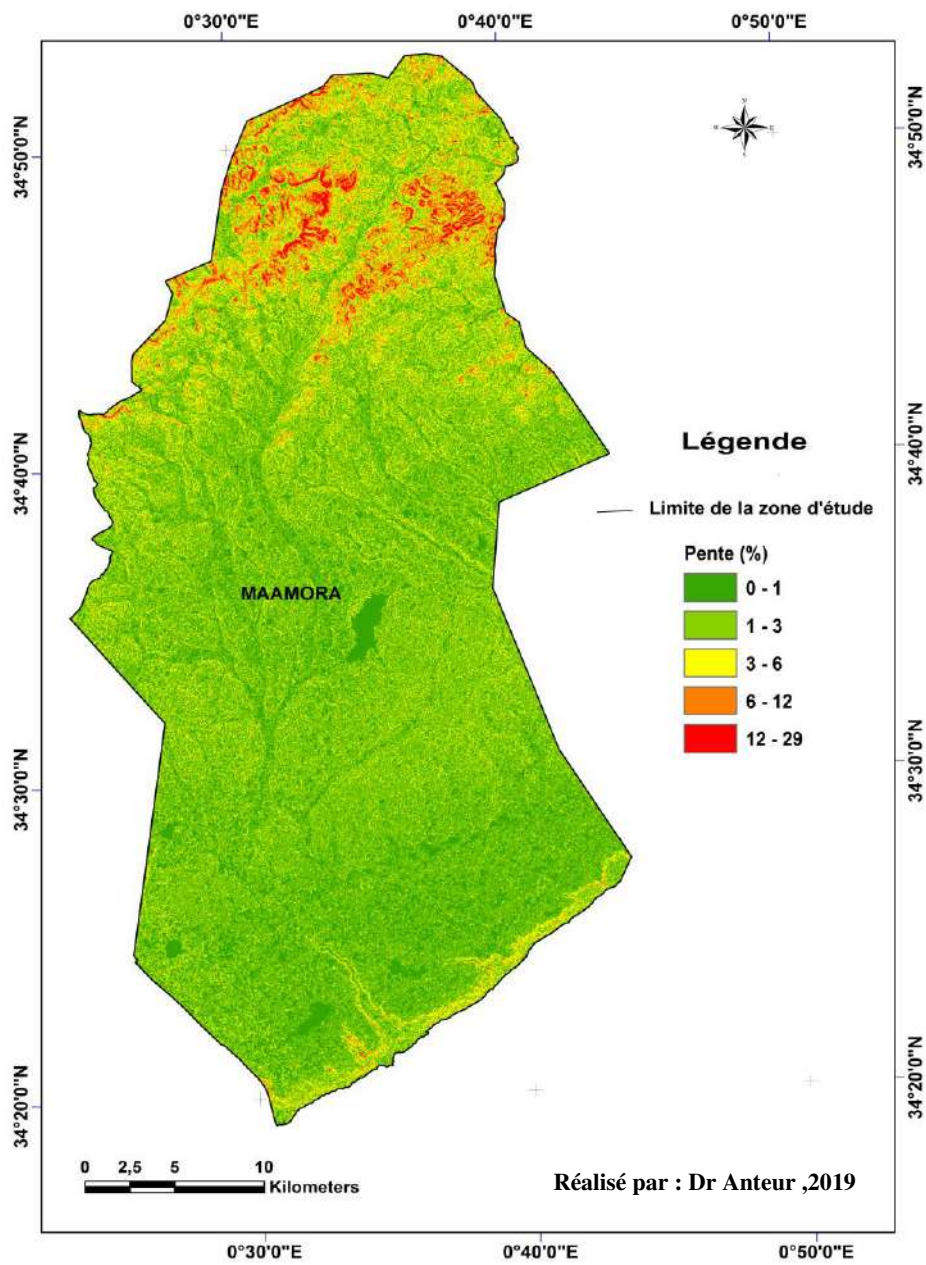 0°30'0"E 0°40'0"E 0°50'0"E
34°50'0"N
34°50'0"N
34°40'0"N
34°40'0"N
34°30'0"N
34°30'0"N
34°20'0"N
34°20'0"N
Légende
Limite de la zone d'étude
Pente (%)
0 - 1
1 - 3
3 - 6
6 - 12
12 - 29
MAAMORA
0 2,5 5 10
Kilometers
Réalisé par : Dr Anteur ,2019
0°30'0"E 0°40'0"E 0°50'0"E